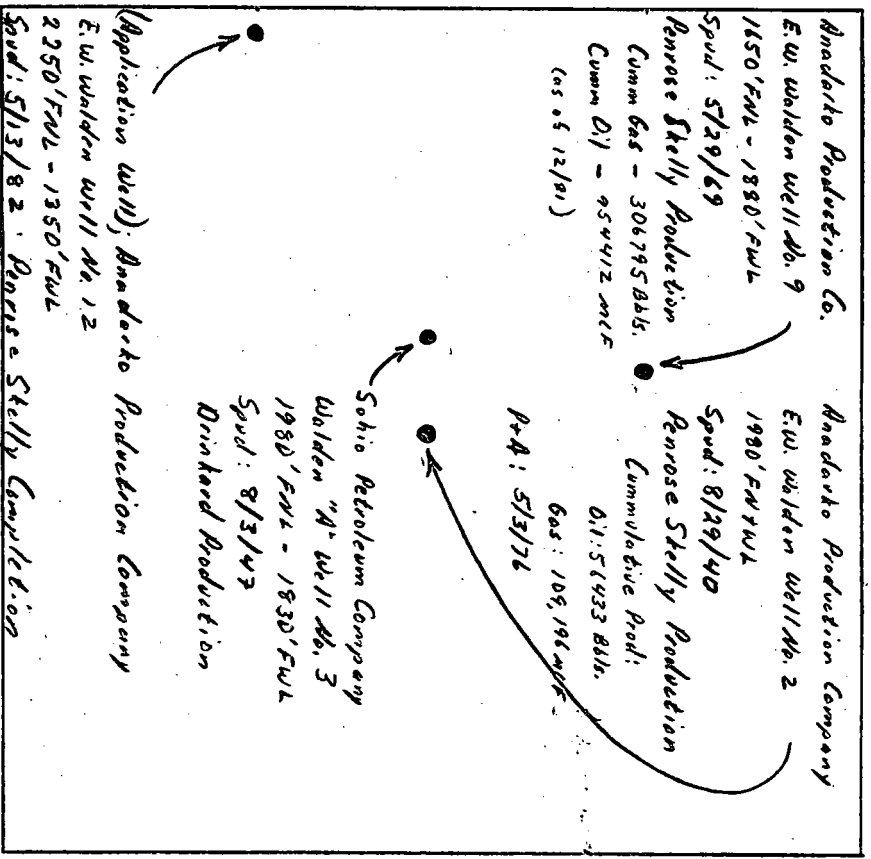 Anadarko Production Co.
E.W. Walden Well No. 9
1650' FNL - 1880' FWL
Spud: 5/29/69
Penrose Skelly Production
Cumm Gas - 306795 Bbls.
Cumm Oil - 954412 mcf
(as of 12/81)
Anadarko Production Company
E.W. Walden Well No. 2
1980' FN+WL
Spud: 8/29/40
Penrose Skelly Production
Cummulative Prod:
Oil: 56433 Bbls.
Gas: 109,196 mcf
P+A: 5/3/76
Sohio Petroleum Company
Walden "A" Well No. 3
1980' FNL - 1830' FWL
Spud: 8/3/47
Drinkard Production
(Application Well); Anadarko Production Company
E.W. Walden Well No. 12
2250' FNL - 1350' FWL
Spud: 5/13/82 · Penrose Skelly Completion